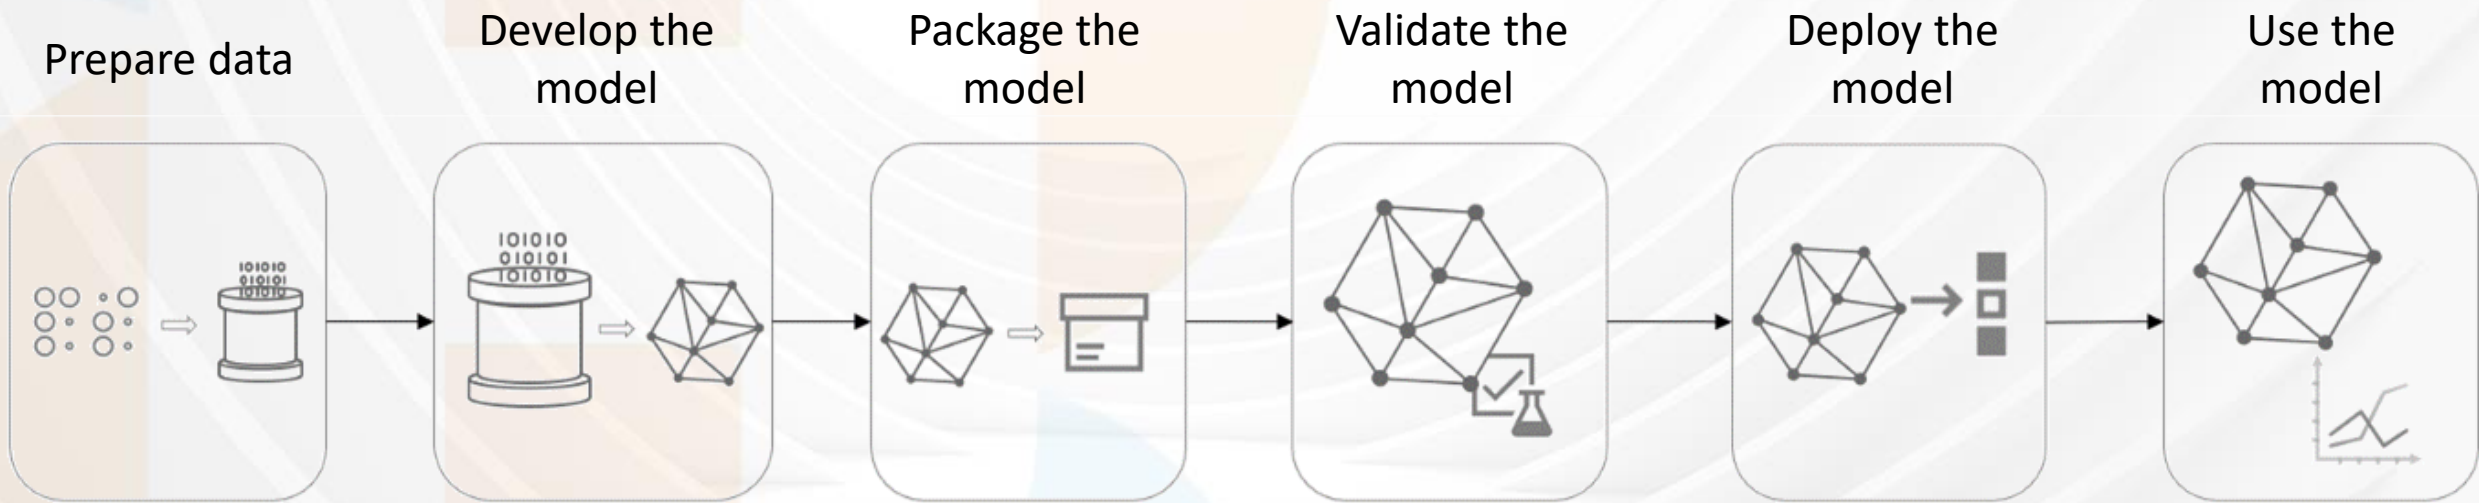 Prepare data
Develop the
model
Package the
model
Validate the
model
Deploy the
model
Use the
model
101010
010101
101010
101010
010101
101010